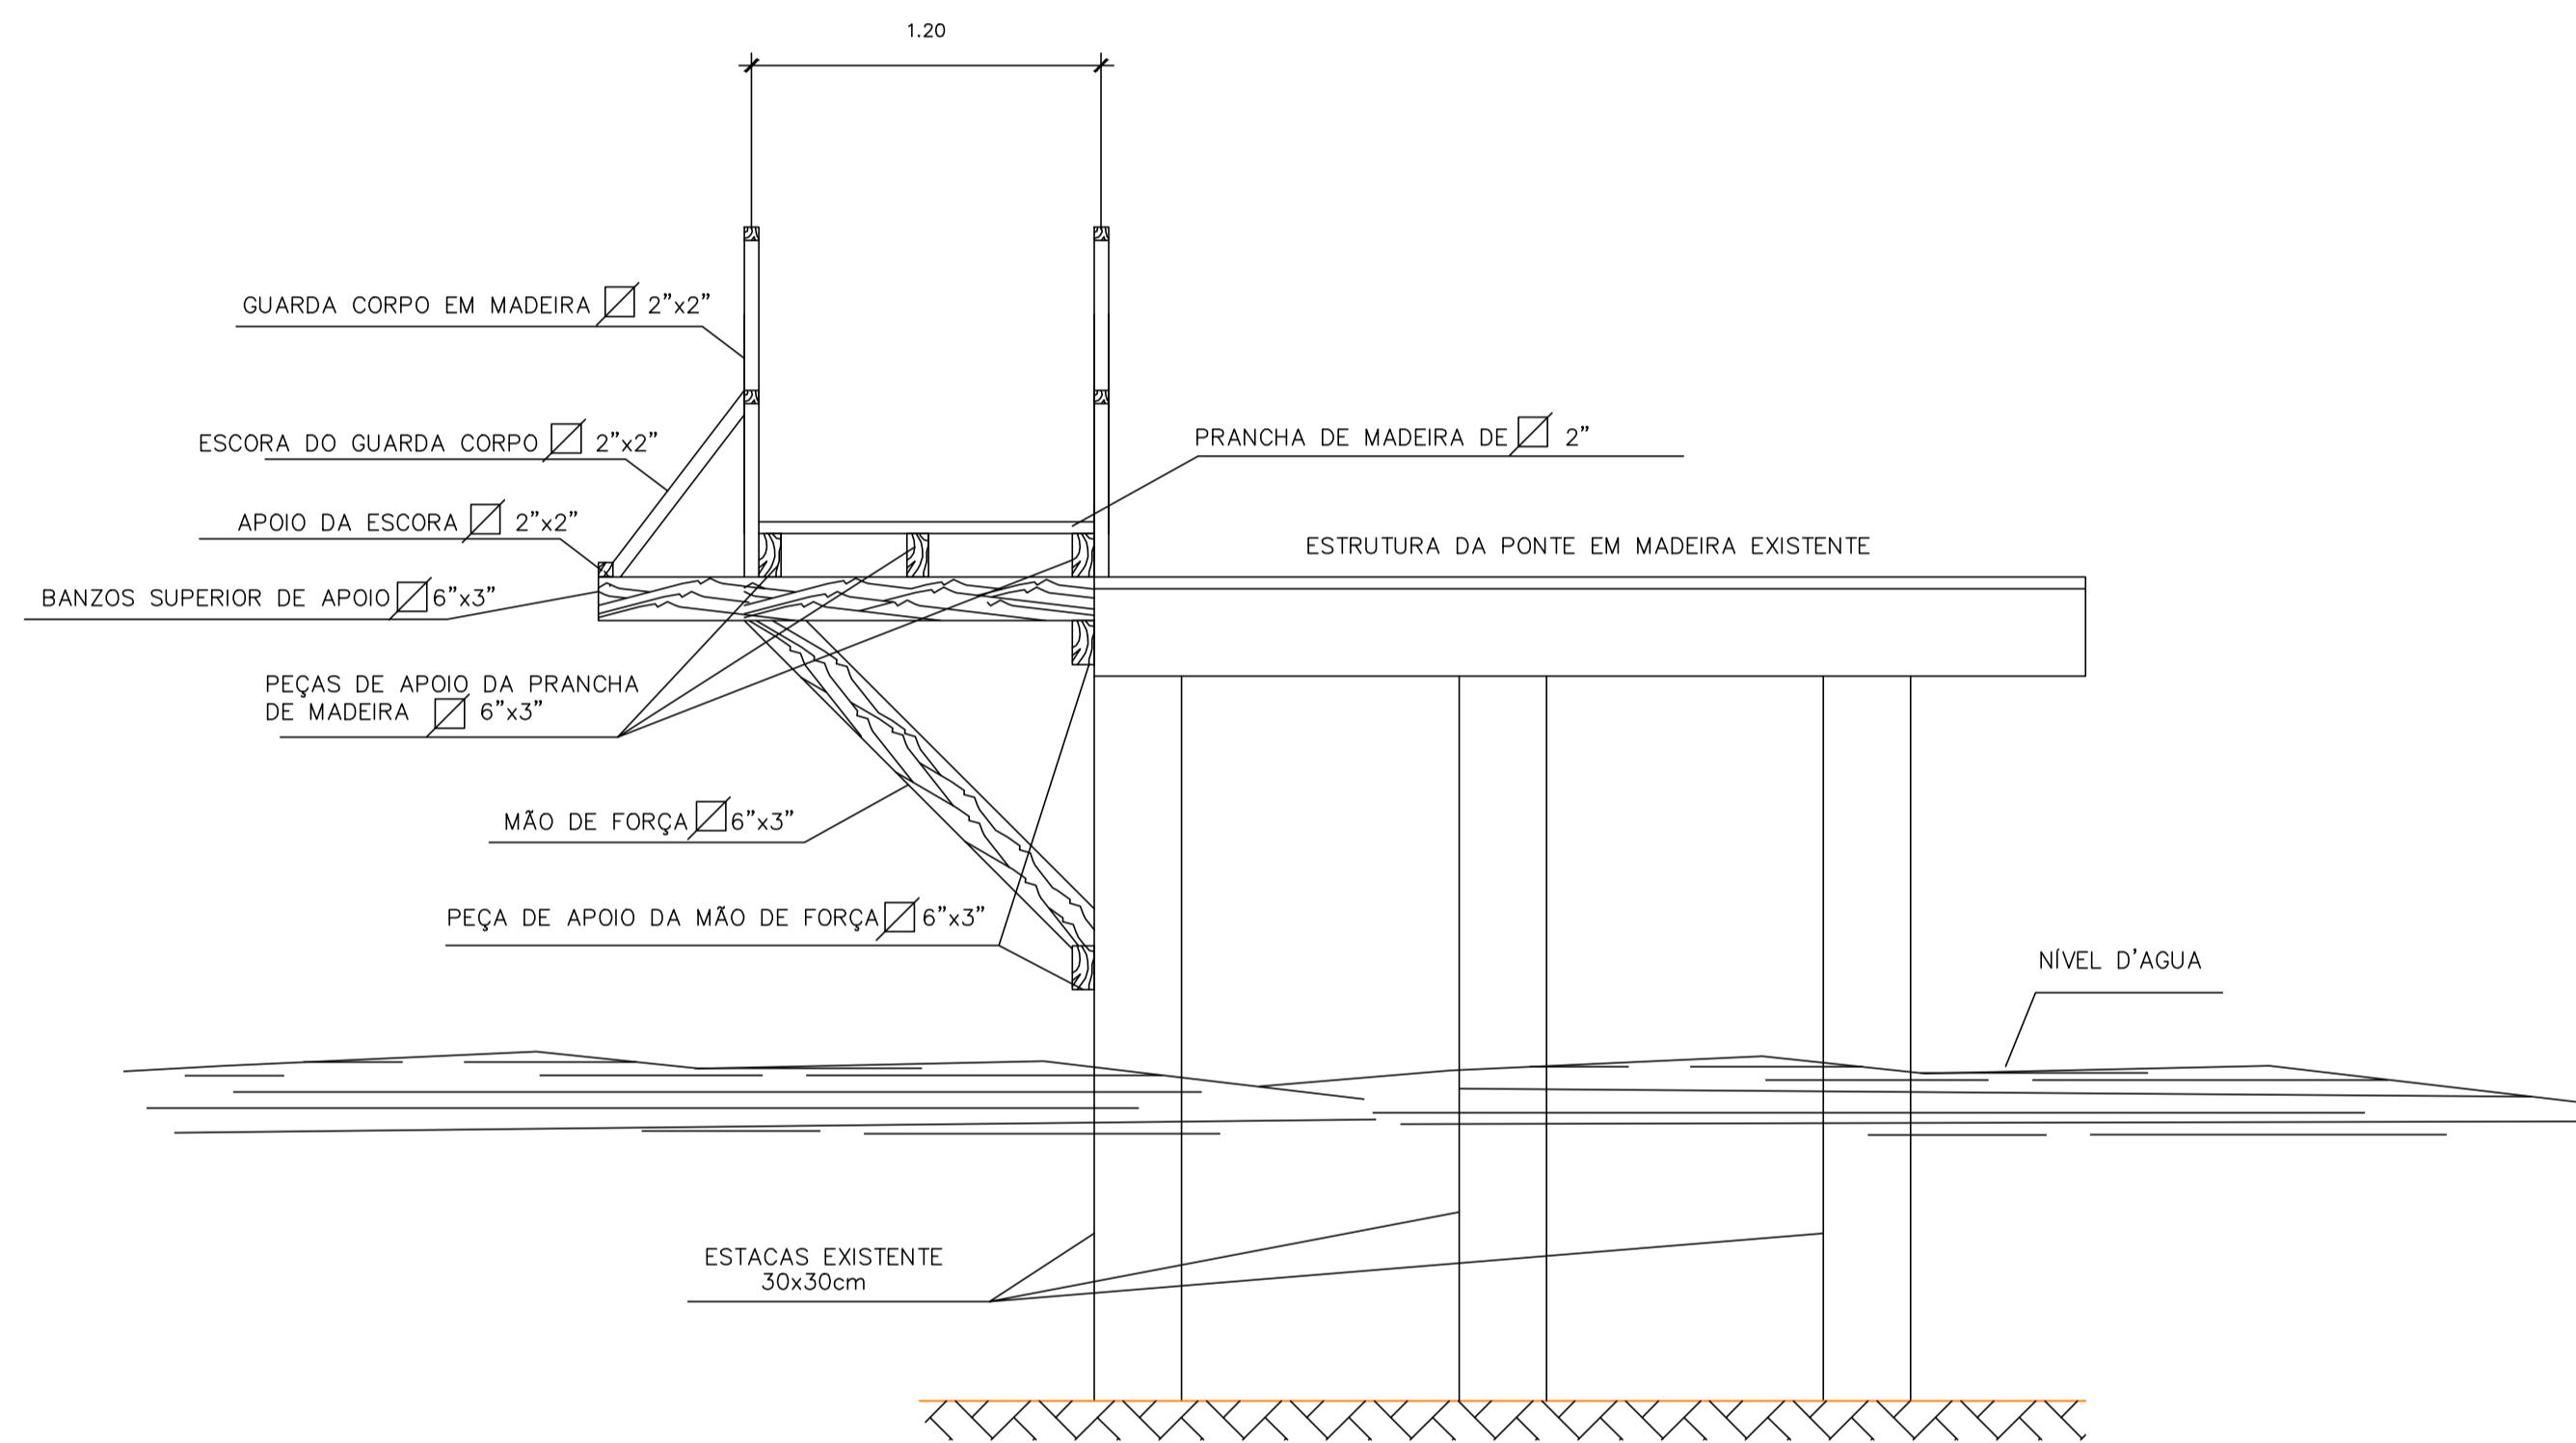 1.20
GUARDA CORPO EM MADEIRA 2”x2”
ESCORA DO GUARDA CORPO 2”x2”
PRANCHA DE MADEIRA DE 2”
APOIO DA ESCORA 2”x2”
ESTRUTURA DA PONTE EM MADEIRA EXISTENTE
BANZOS SUPERIOR DE APOIO 6”x3”
PEÇAS DE APOIO DA PRANCHA
DE MADEIRA 6”x3”
MÃO DE FORÇA 6”x3”
PEÇA DE APOIO DA MÃO DE FORÇA 6”x3”
NÍVEL D’AGUA
ESTACAS EXISTENTE
30x30cm